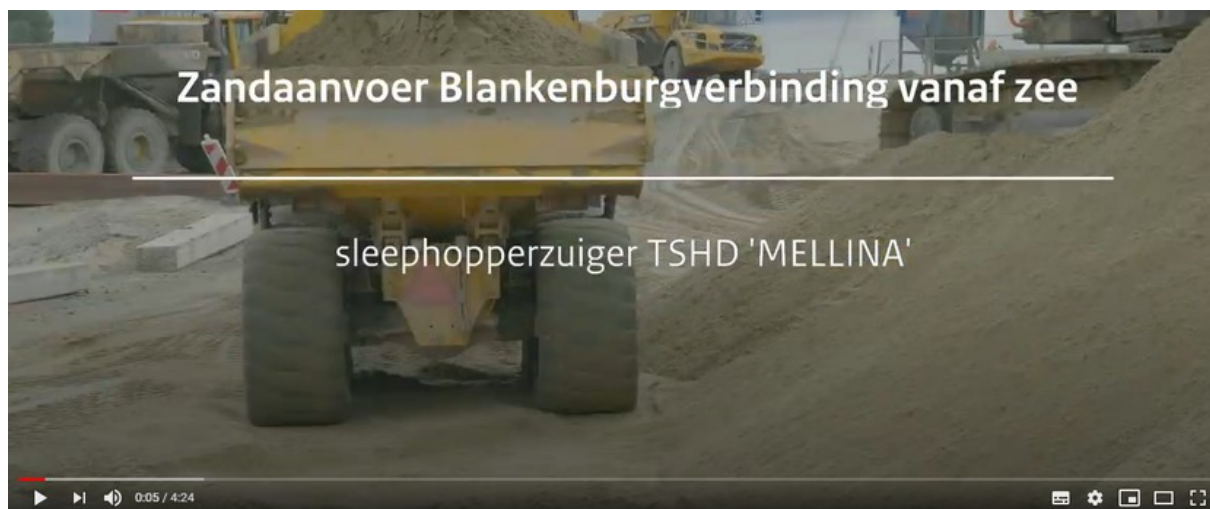 Zandaanvoer Blankenburgverbinding vanaf zee
sleephopperzuiger TSHD 'MELLINA'
0:05 / 4:24